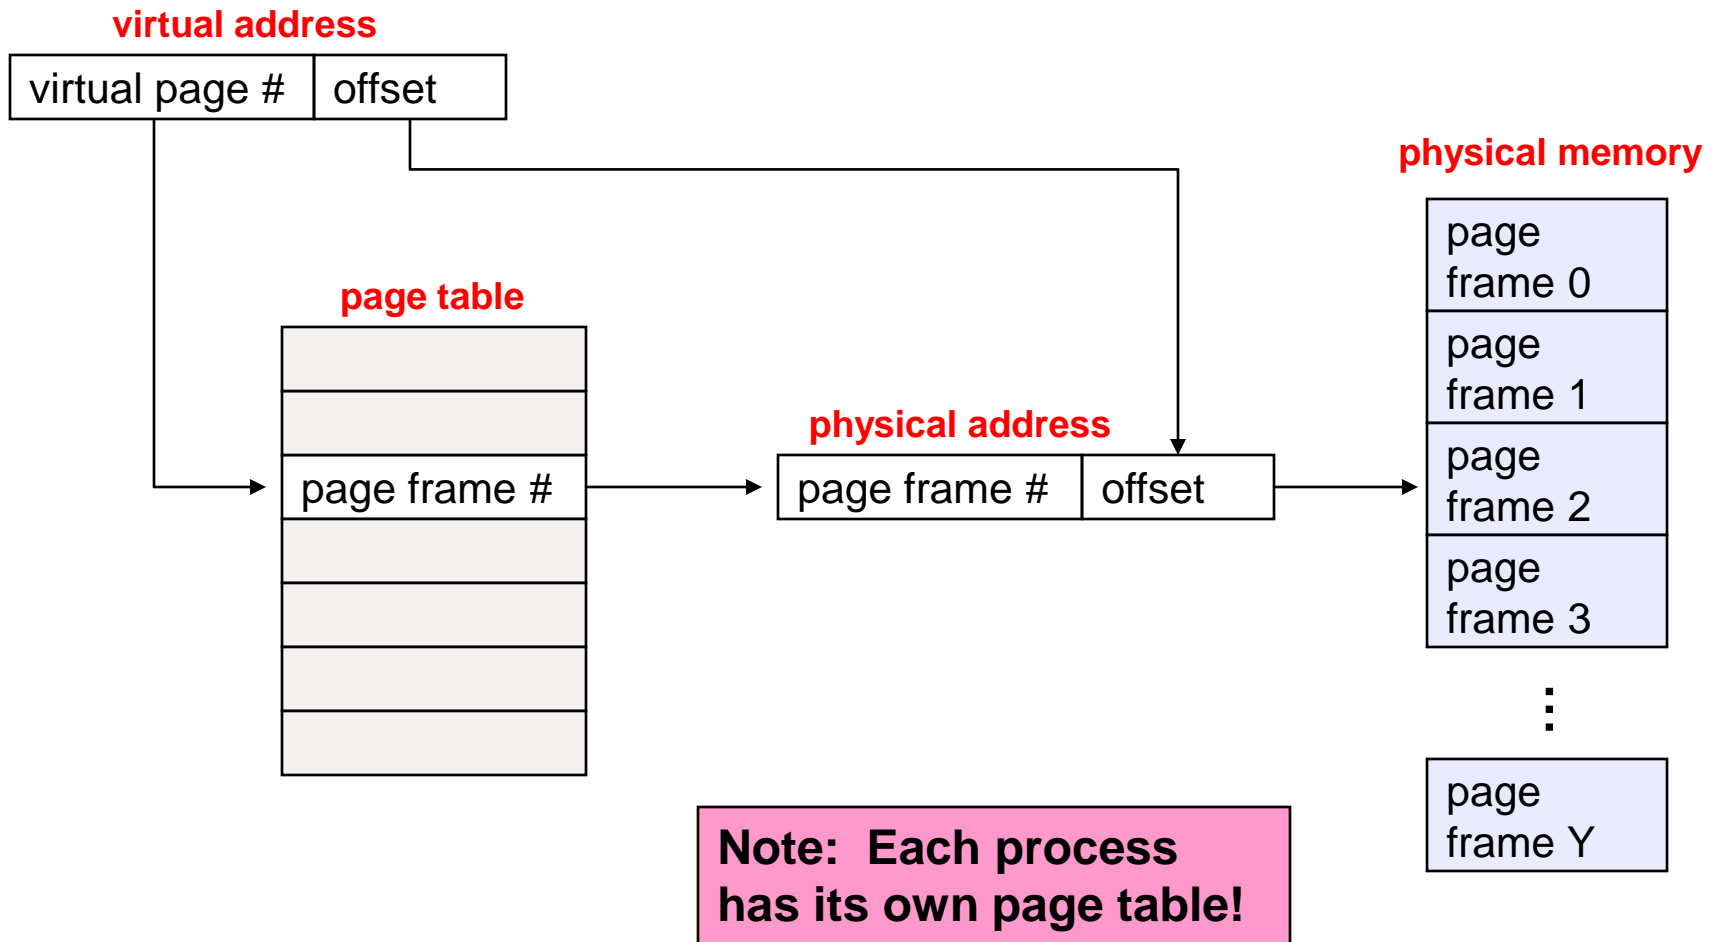 virtual address
virtual page #
offset
physical memory
page
frame 0
page
frame 1
page
frame 2
page
frame 3
⋮
page
frame Y
page table
page frame #
physical address
page frame #
offset
Note: Each process
has its own page table!